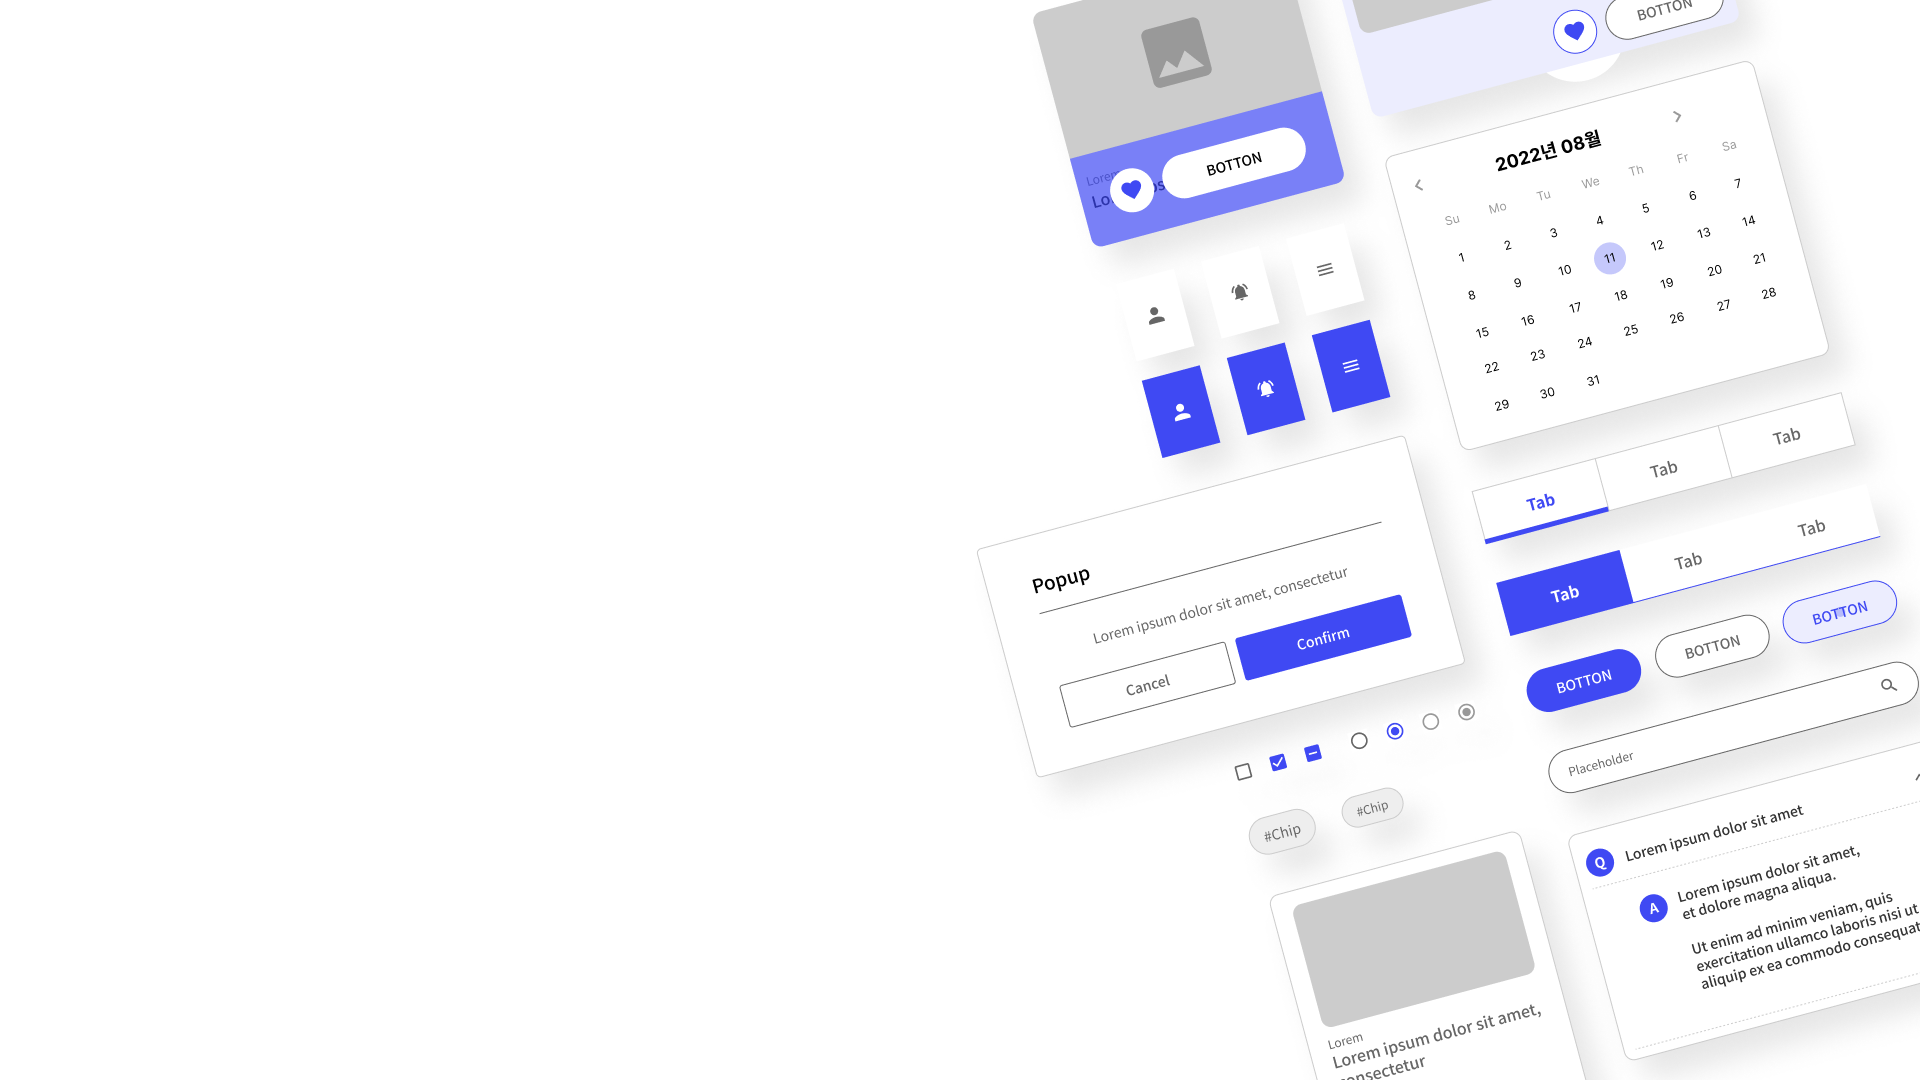 BOTTON
Lorem
Lo
BOTTON
2022년 08월
Su Mo Tu We Th Fr Sa
1 2 3 4 5 6 7
8 9 10 11 12 13 14
15 16 17 18 19 20 21
22 23 24 25 26 27 28
29 30 31
Tab Tab Tab
Tab Tab Tab
Popup
Lorem ipsum dolor sit amet, consectetur
Cancel Confirm
BOTTON BOTTON BOTTON
Placeholder
#Chip #Chip
Q Lorem ipsum dolor sit amet
A Lorem ipsum dolor sit amet,
et dolore magna aliqua.
Ut enim ad minim veniam, quis
exercitation ullamco laboris nisi ut
aliquip ex ea commodo consequat
Lorem
Lorem ipsum dolor sit amet,
consectetur